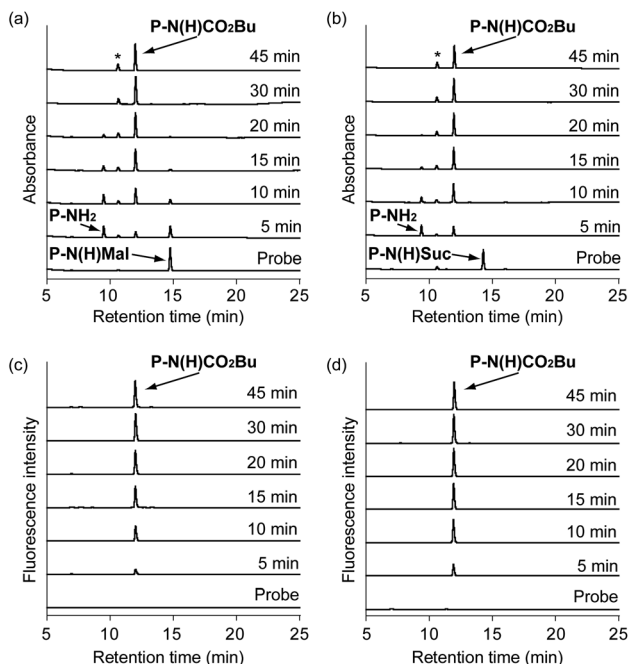 (a)
P-N(H)CO₂Bu
*
45 min
30 min
20 min
15 min
10 min
P-NH₂
5 min
P-N(H)Mal
Probe
Absorbance
5 10 15 20 25
Retention time (min)
(b)
P-N(H)CO₂Bu
*
45 min
30 min
20 min
15 min
10 min
P-NH₂
5 min
P-N(H)Suc
Probe
Absorbance
5 10 15 20 25
Retention time (min)
(c)
P-N(H)CO₂Bu
45 min
30 min
20 min
15 min
10 min
5 min
Probe
Fluorescence intensity
5 10 15 20 25
Retention time (min)
(d)
P-N(H)CO₂Bu
45 min
30 min
20 min
15 min
10 min
5 min
Probe
Fluorescence intensity
5 10 15 20 25
Retention time (min)